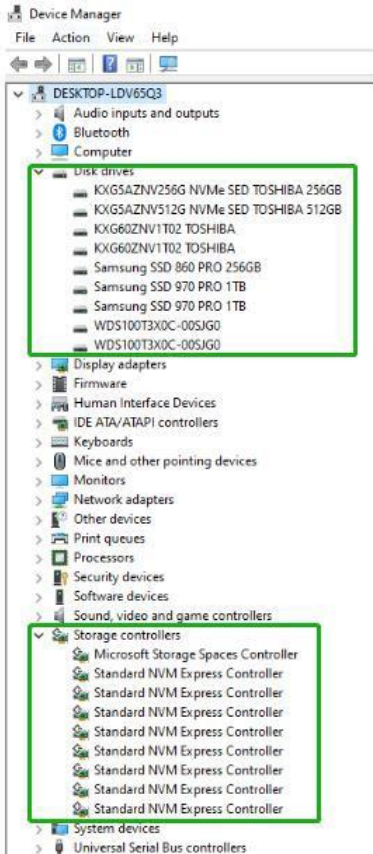 Device Manager
File Action View Help
DESKTOP-LDV65Q3
Audio inputs and outputs
Bluetooth
Computer
Disk drives
KXG5AZNV256G NVMe SED TOSHIBA 256GB
KXG5AZNV512G NVMe SED TOSHIBA 512GB
KXG60ZNV1T02 TOSHIBA
KXG60ZNV1T02 TOSHIBA
Samsung SSD 860 PRO 256GB
Samsung SSD 970 PRO 1TB
Samsung SSD 970 PRO 1TB
WDS100T3X0C-00SJG0
WDS100T3X0C-00SJG0
Display adapters
Firmware
Human Interface Devices
IDE ATA/ATAPI controllers
Keyboards
Mice and other pointing devices
Monitors
Network adapters
Other devices
Print queues
Processors
Security devices
Software devices
Sound, video and game controllers
Storage controllers
Microsoft Storage Spaces Controller
Standard NVM Express Controller
Standard NVM Express Controller
Standard NVM Express Controller
Standard NVM Express Controller
Standard NVM Express Controller
Standard NVM Express Controller
Standard NVM Express Controller
Standard NVM Express Controller
System devices
Universal Serial Bus controllers